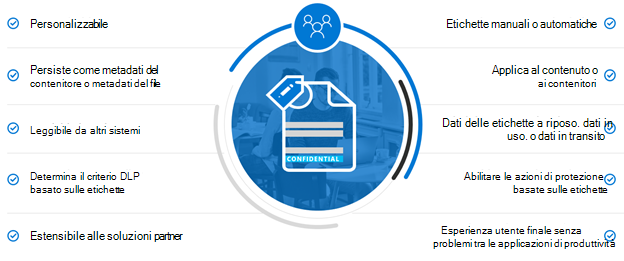 Personalizzabile
Persiste come metadati del
contenitore o metadati del file
Leggibile da altri sistemi
Determina il criterio DLP
basato sulle etichette
Estensibile alle soluzioni partner
CONFIDENTIAL
Etichette manuali o automatiche
Applica al contenuto o
ai contenitori
Dati delle etichette a riposo. dati in
uso. o dati in transito
Abilitare le azioni di protezione
basate sulle etichette
Esperienza utente finale senza
problemi tra le applicazioni di produttività